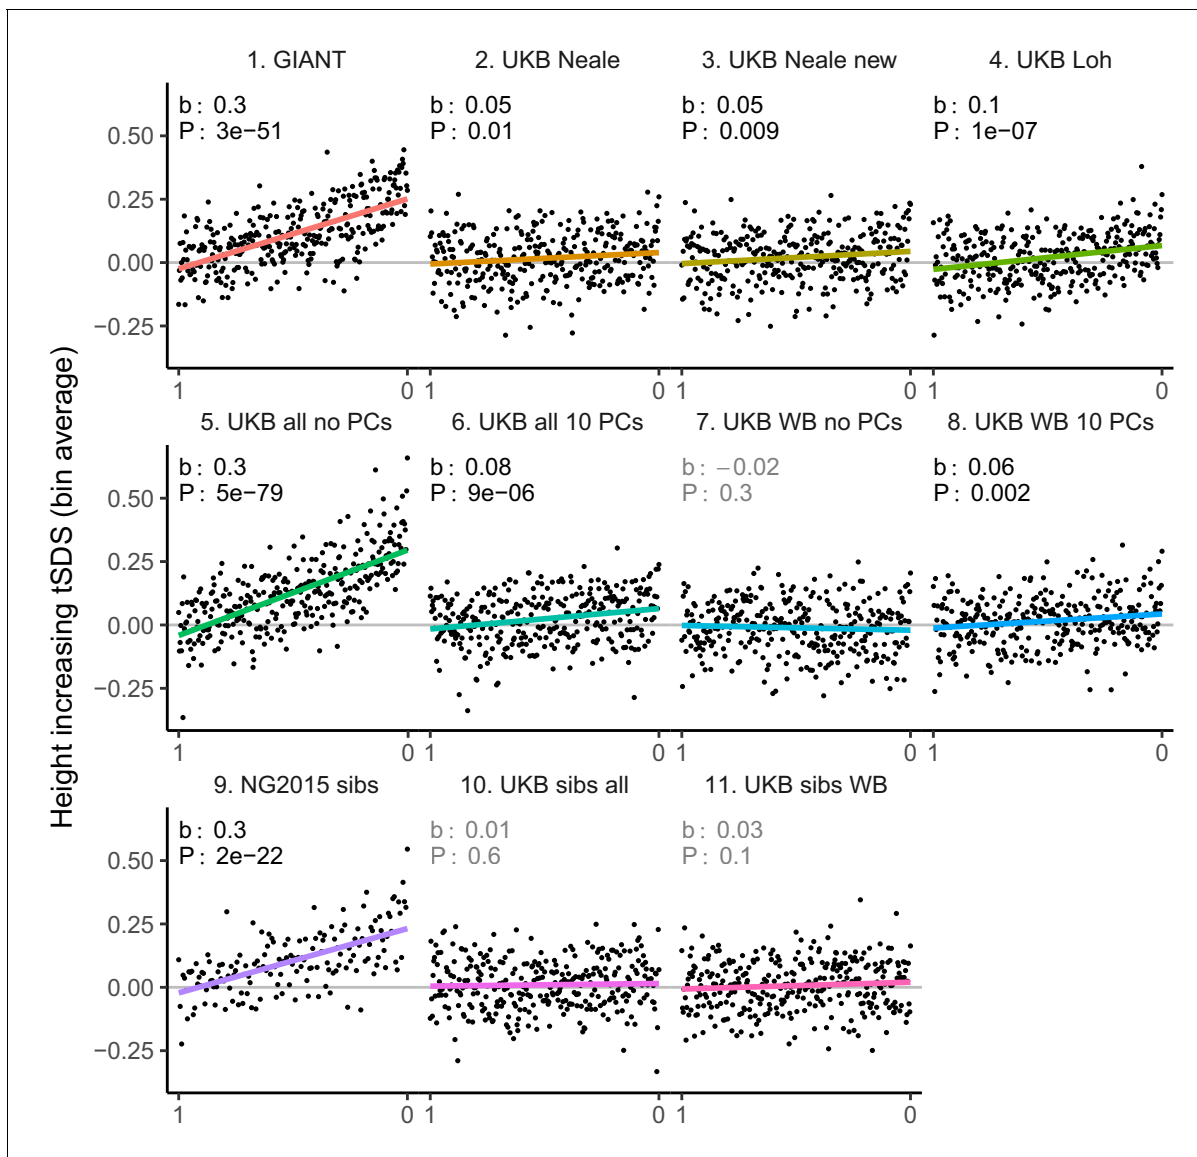 1. GIANT
2. UKB Neale
3. UKB Neale new
4. UKB Loh
b: 0.3
P: 3e−51
b: 0.05
P: 0.01
b: 0.05
P: 0.009
b: 0.1
P: 1e−07
0.50
0.25
0.00
−0.25
1
0
1
0
1
0
1
0
5. UKB all no PCs
6. UKB all 10 PCs
7. UKB WB no PCs
8. UKB WB 10 PCs
b: 0.3
P: 5e−79
b: 0.08
P: 9e−06
b: −0.02
P: 0.3
b: 0.06
P: 0.002
0.50
0.25
0.00
−0.25
1
0
1
0
1
0
1
0
9. NG2015 sibs
10. UKB sibs all
11. UKB sibs WB
b: 0.3
P: 2e−22
b: 0.01
P: 0.6
b: 0.03
P: 0.1
0.50
0.25
0.00
−0.25
1
0
1
0
1
0
Height increasing tSDS (bin average)